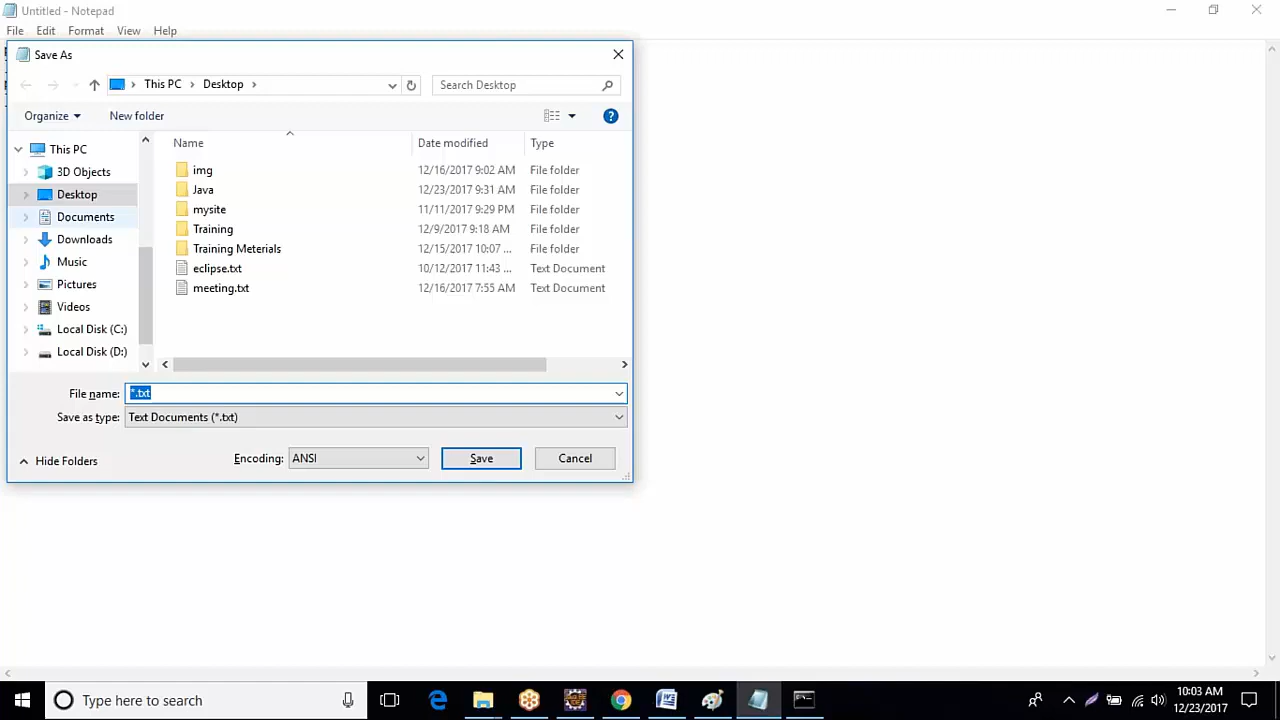 Untitled - Notepad
File Edit Format View Help
Save As
This PC Desktop
Search Desktop
Organize New folder
Name Date modified Type
This PC
3D Objects
Desktop
Documents
Downloads
Music
Pictures
Videos
Local Disk (C:)
Local Disk (D:)
img 12/16/2017 9:02 AM File folder
Java 12/23/2017 9:31 AM File folder
mysite 11/11/2017 9:29 PM File folder
Training 12/9/2017 9:18 AM File folder
Training Meterials 12/15/2017 10:07 ... File folder
eclipse.txt 10/12/2017 11:43 ... Text Document
meeting.txt 12/16/2017 7:55 AM Text Document
File name: *.txt
Save as type: Text Documents (*.txt)
Hide Folders Encoding: ANSI Save Cancel
Type here to search
10:03 AM
12/23/2017